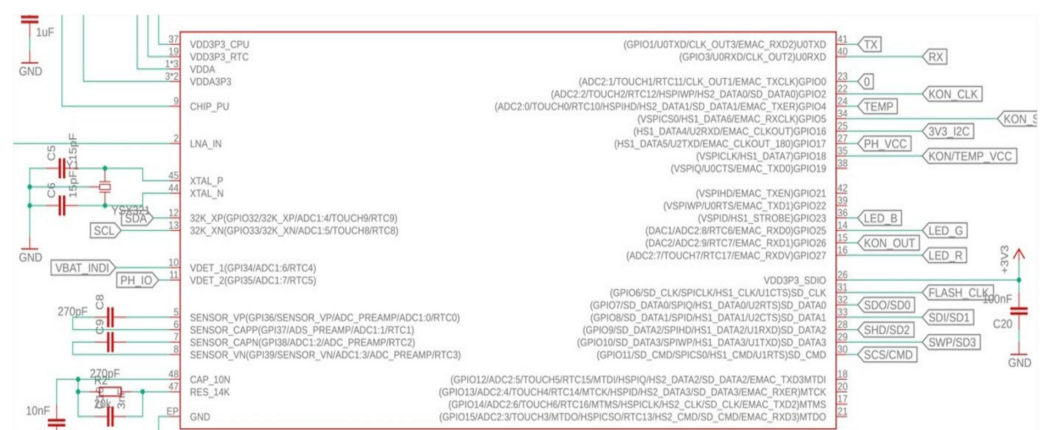 1uF
GND
37 VDD3P3_CPU
19 VDD3P3_RTC
1*3 VDDA
3*2 VDDA3P3
9 CHIP_PU
2 LNA_IN
C5
15pF
45 XTAL_P
C6
15pF
44 XTAL_N
SDA 12 32K_XP(GPIO32/32K_XP/ADC1:4/TOUCH9/RTC9)
SCL 13 32K_XN(GPIO33/32K_XN/ADC1:5/TOUCH8/RTC8)
GND
VBAT_INDI 10 VDET_1(GPI34/ADC1:6/RTC4)
PH_IO 11 VDET_2(GPI35/ADC1:7/RTC5)
270pF
C8
5 SENSOR_VP(GPI36/SENSOR_VP/ADC_PREAMP/ADC1:0/RTC0)
6 SENSOR_CAPP(GPI37/ADS_PREAMP/ADC1:1/RTC1)
C9
7 SENSOR_CAPN(GPI38/ADC1:2/ADC_PREAMP/RTC2)
8 SENSOR_VN(GPI39/SENSOR_VN/ADC1:3/ADC_PREAMP/RTC3)
270pF
48 CAP_10N
R2
47 RES_14K
10nF
EP GND
(GPIO1/U0TXD/CLK_OUT3/EMAC_RXD2)U0TXD 41 TX
(GPIO3/U0RXD/CLK_OUT2)U0RXD 40 RX
(ADC2:1/TOUCH1/RTC11/CLK_OUT1/EMAC_TXCLK)GPIO0 23 0
(ADC2:2/TOUCH2/RTC12/HSPIWP/HS2_DATA0/SD_DATA0)GPIO2 22 KON_CLK
(ADC2:0/TOUCH0/RTC10/HSPIHD/HS2_DATA1/SD_DATA1/EMAC_TXER)GPIO4 24 TEMP
(VSPICS0/HS1_DATA6/EMAC_RXCLK)GPIO5 34 KON_S
(HS1_DATA4/U2RXD/EMAC_CLKOUT)GPIO16 25 3V3_I2C
(HS1_DATA5/U2TXD/EMAC_CLKOUT_180)GPIO17 27 PH_VCC
(VSPICLK/HS1_DATA7)GPIO18 35 KON/TEMP_VCC
(VSPIQ/U0CTS/EMAC_TXD0)GPIO19 38
(VSPIHD/EMAC_TXEN)GPIO21 42
(VSPIWP/U0RTS/EMAC_TXD1)GPIO22 39
(VSPID/HS1_STROBE)GPIO23 36 LED_B
(DAC1/ADC2:8/RTC6/EMAC_RXD0)GPIO25 14 LED_G
(DAC2/ADC2:9/RTC7/EMAC_RXD1)GPIO26 15 KON_OUT
(ADC2:7/TOUCH7/RTC17/EMAC_RXDV)GPIO27 16 LED_R
+3V3
VDD3P3_SDIO 26
(GPIO6/SD_CLK/SPICLK/HS1_CLK/U1CTS)SD_CLK 31 FLASH_CLK
(GPIO7/SD_DATA0/SPIQ/HS1_DATA0/U2RTS)SD_DATA0 32 SDO/SD0
100nF
(GPIO8/SD_DATA1/SPID/HS1_DATA1/U2CTS)SD_DATA1 33 SDI/SD1
C20
(GPIO9/SD_DATA2/SPIHD/HS1_DATA2/U1RXD)SD_DATA2 28 SHD/SD2
(GPIO10/SD_DATA3/SPIWP/HS1_DATA3/U1TXD)SD_DATA3 29 SWP/SD3
(GPIO11/SD_CMD/SPICS0/HS1_CMD/U1RTS)SD_CMD 30 SCS/CMD
GND
(GPIO12/ADC2:5/TOUCH5/RTC15/MTDI/HSPIQ/HS2_DATA2/SD_DATA2/EMAC_TXD3MTDI 18
(GPIO13/ADC2:4/TOUCH4/RTC14/MTCK/HSPID/HS2_DATA3/SD_DATA3/EMAC_RXER)MTCK 20
(GPIO14/ADC2:6/TOUCH6/RTC16/MTMS/HSPICLK/HS2_CLK/SD_CLK/EMAC_TXD2)MTMS 17
(GPIO15/ADC2:3/TOUCH3/MTDO/HSPICSO/RTC13/HS2_CMD/SD_CMD/EMAC_RXD3)MTDO 21